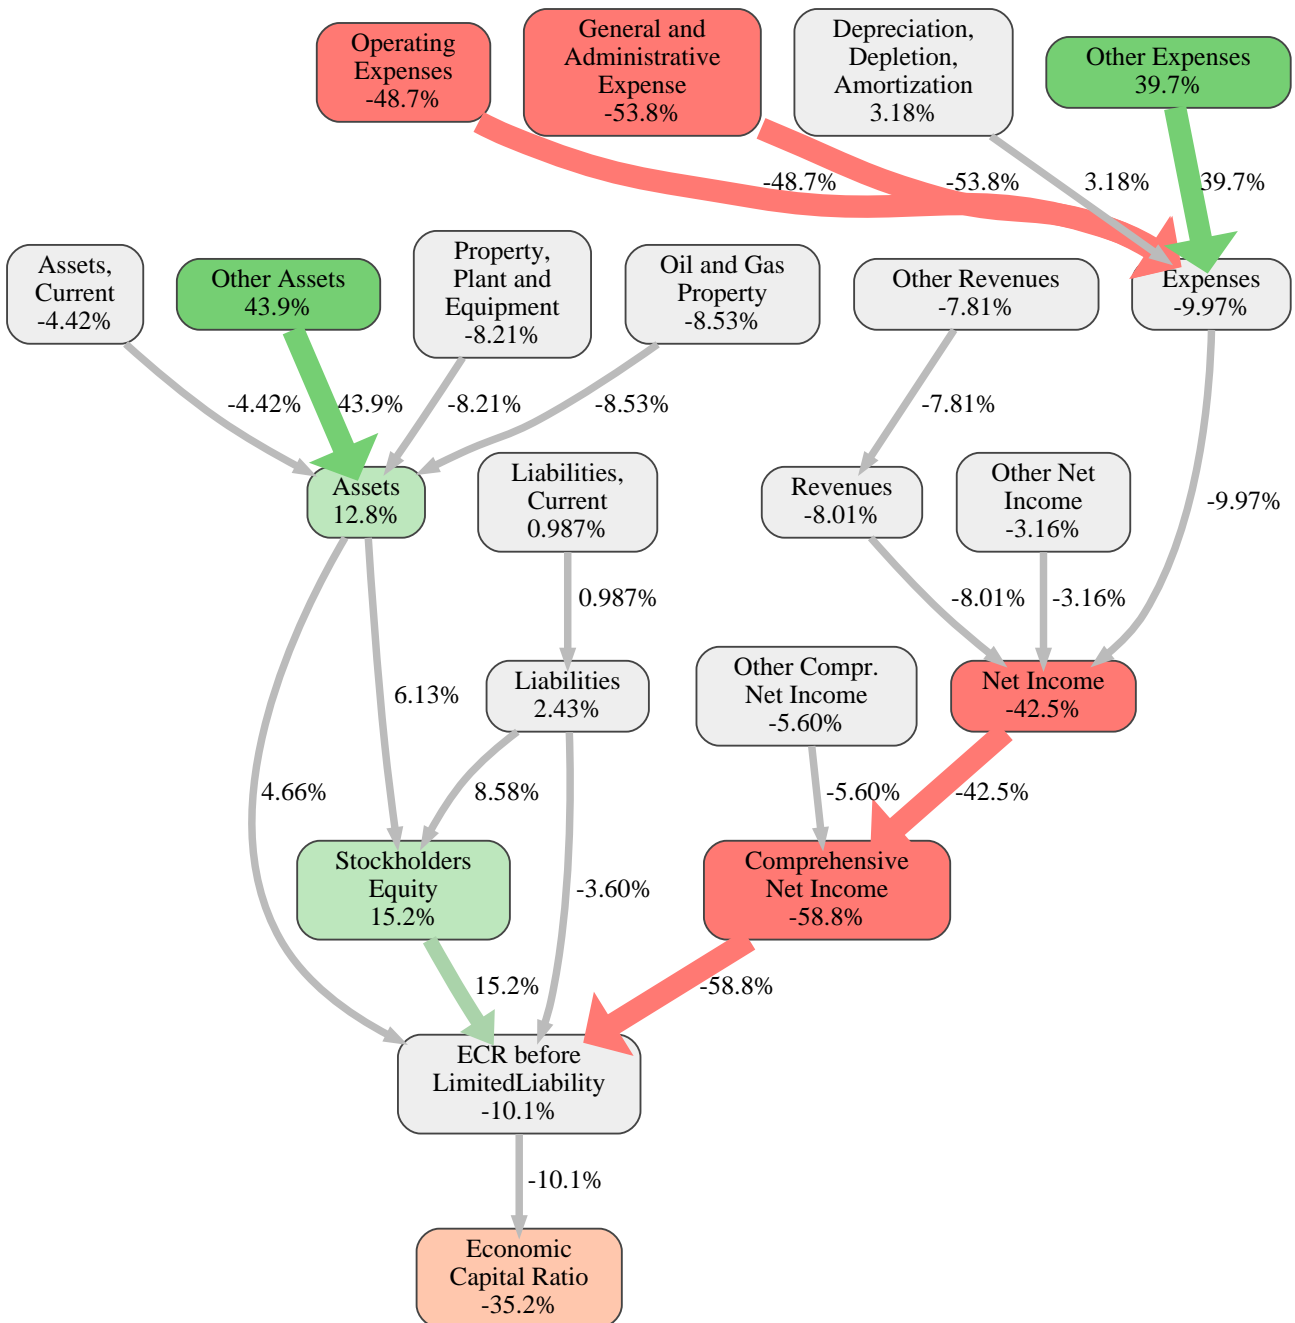 Operating
Expenses
-48.7%
General and
Administrative
Expense
-53.8%
Depreciation,
Depletion,
Amortization
3.18%
Other Expenses
39.7%
-48.7%
-53.8%
3.18%
39.7%
Assets,
Current
-4.42%
Other Assets
43.9%
Property,
Plant and
Equipment
-8.21%
Oil and Gas
Property
-8.53%
Other Revenues
-7.81%
Expenses
-9.97%
-4.42%
43.9%
-8.21%
-8.53%
-7.81%
-9.97%
Assets
12.8%
Liabilities,
Current
0.987%
Revenues
-8.01%
Other Net
Income
-3.16%
0.987%
-8.01%
-3.16%
6.13%
Liabilities
2.43%
Other Compr.
Net Income
-5.60%
Net Income
-42.5%
4.66%
8.58%
-5.60%
-42.5%
Stockholders
Equity
15.2%
-3.60%
Comprehensive
Net Income
-58.8%
15.2%
-58.8%
ECR before
LimitedLiability
-10.1%
-10.1%
Economic
Capital Ratio
-35.2%